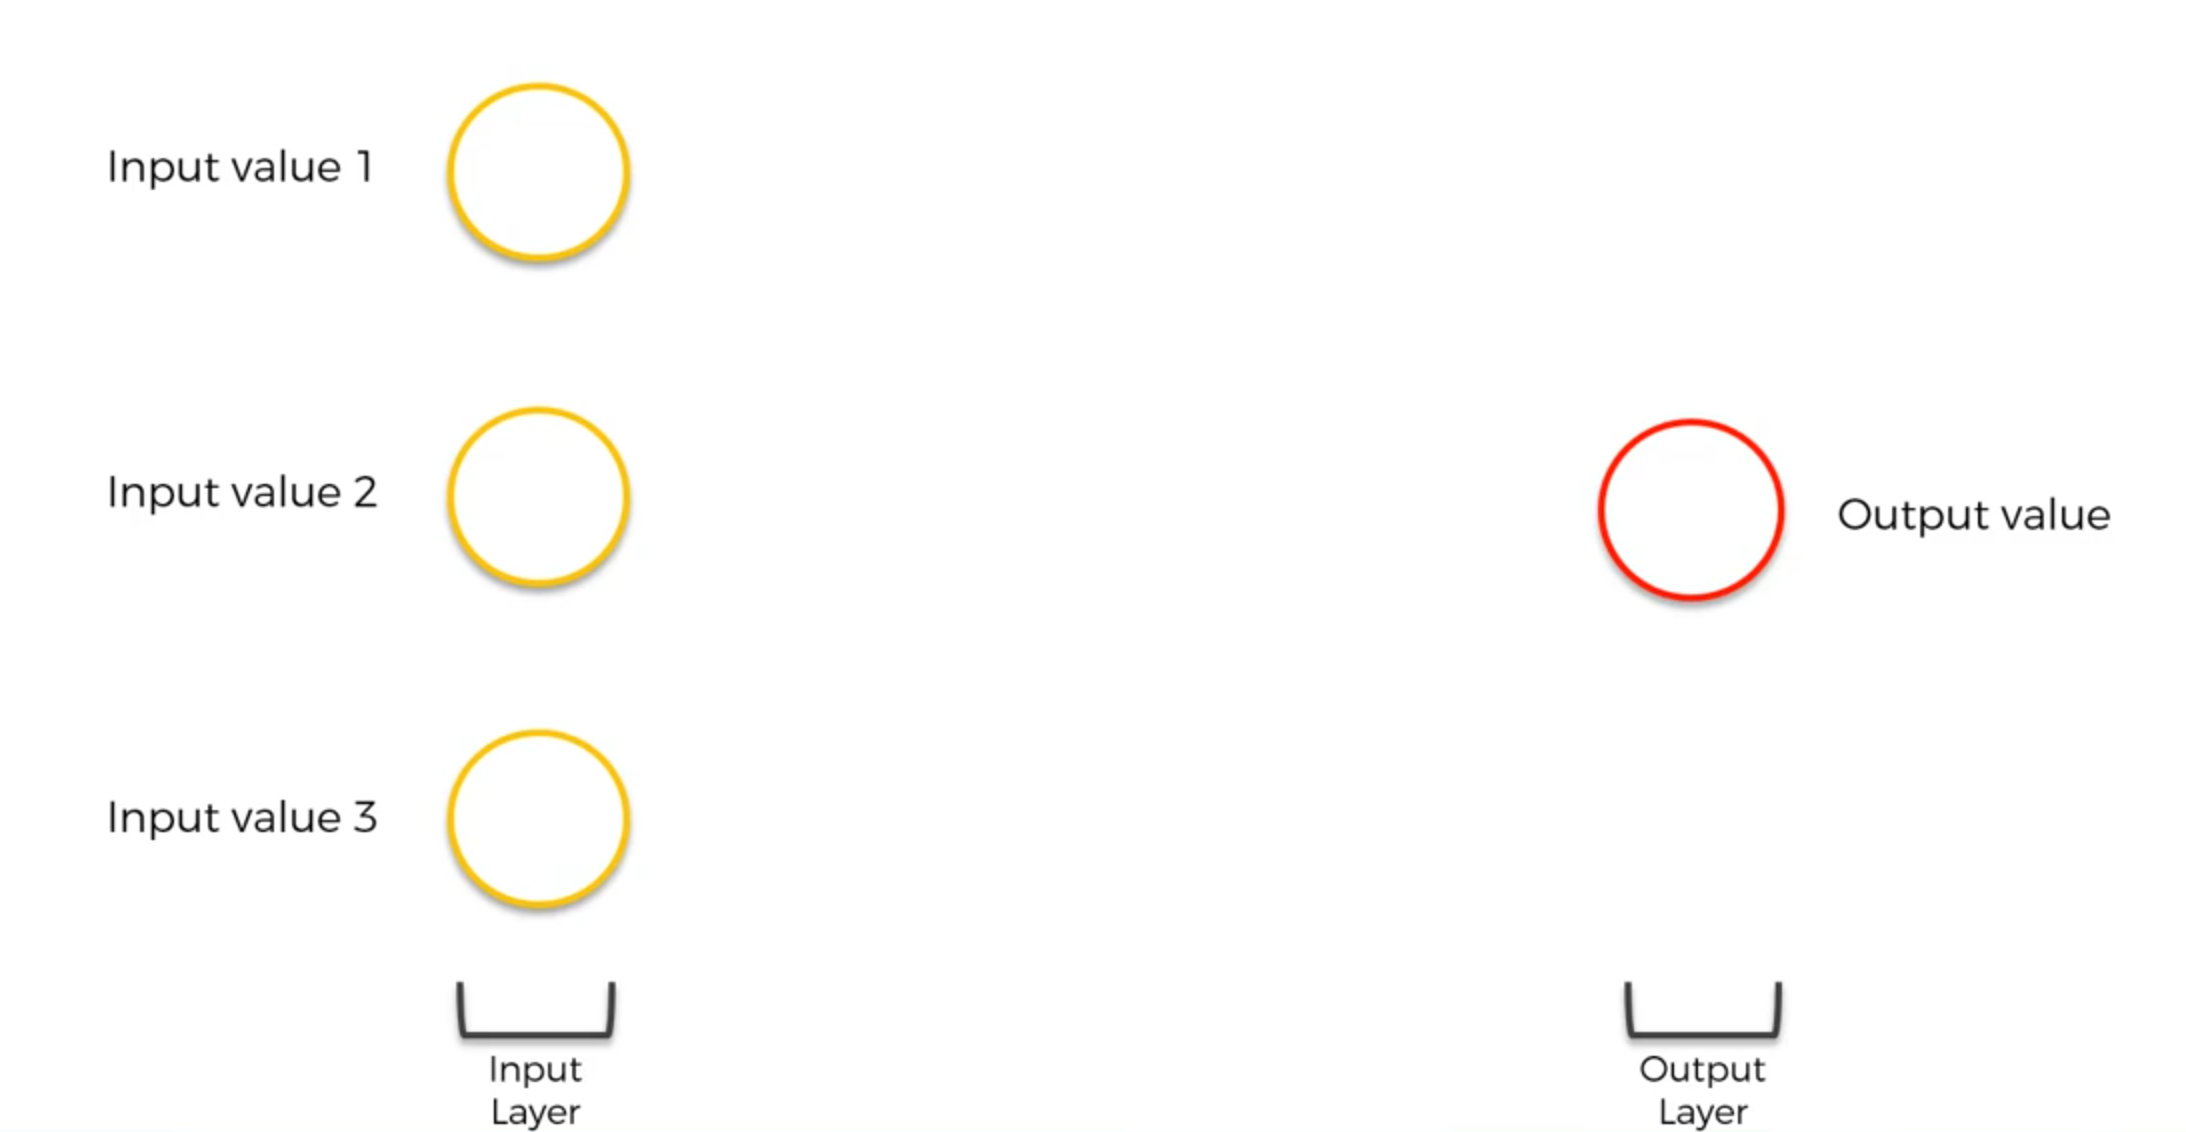 Input value 1
Input value 2
Output value
Input value 3
Input
Layer
Output
Layer